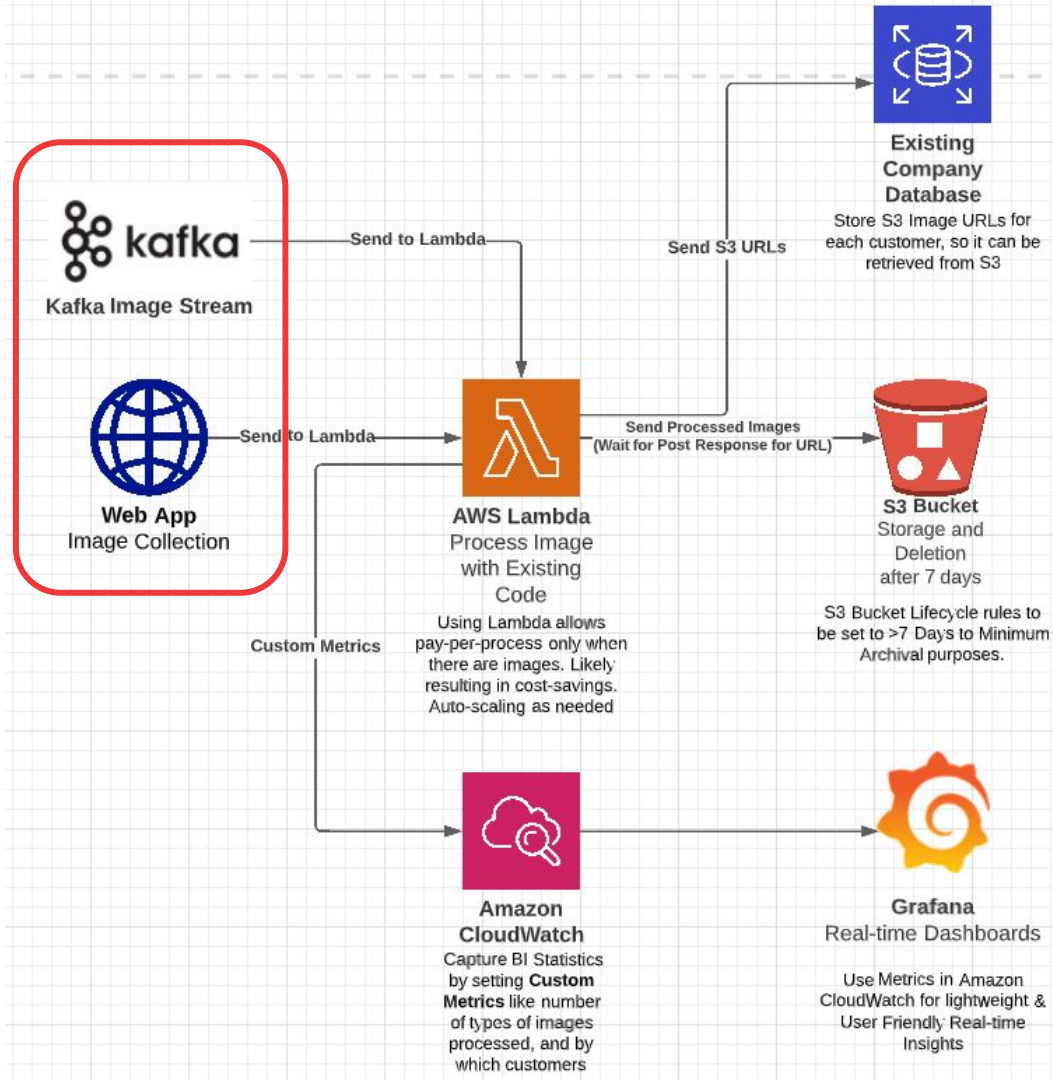 Existing
Company
Database
Store S3 Image URLs for
each customer, so it can be
retrieved from S3
kafka
Kafka Image Stream
Send to Lambda
Send S3 URLs
Web App
Image Collection
Send to Lambda
AWS Lambda
Process Image
with Existing
Code
Using Lambda allows
pay-per-process only when
there are images. Likely
resulting in cost-savings.
Auto-scaling as needed
Send Processed Images
(Wait for Post Response for URL)
S3 Bucket
Storage and
Deletion
after 7 days
S3 Bucket Lifecycle rules to
be set to >7 Days to Minimum
Archival purposes.
Custom Metrics
Amazon
CloudWatch
Capture BI Statistics
by setting Custom
Metrics like number
of types of images
processed, and by
which customers
Grafana
Real-time Dashboards
Use Metrics in Amazon
CloudWatch for lightweight &
User Friendly Real-time
Insights